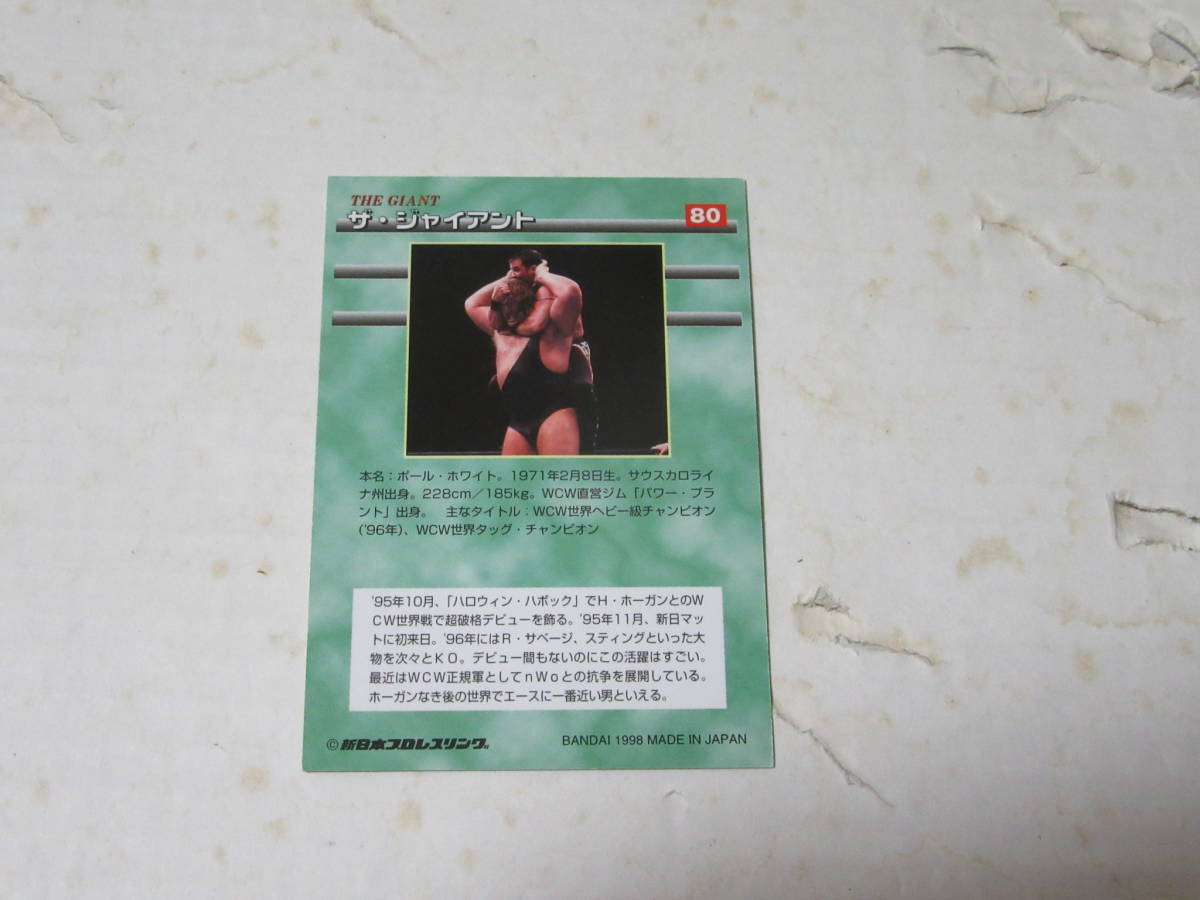 THE GIANT
ザ・ジャイアント
80
本名：ポール・ホワイト。1971年2月8日生。サウスカロライ
ナ州出身。228cm／185kg。WCW直営ジム「パワー・プラ
ント」出身。　主なタイトル：WCW世界ヘビー級チャンピオン
('96年)、WCW世界タッグ・チャンピオン
'95年10月、「ハロウィン・ハボック」でＨ・ホーガンとのＷ
ＣＷ世界戦で超破格デビューを飾る。'95年11月、新日マッ
トに初来日。'96年にはＲ・サベージ、スティングといった大
物を次々とＫＯ。デビュー間もないのにこの活躍はすごい。
最近はＷＣＷ正規軍としてｎＷｏとの抗争を展開している。
ホーガンなき後の世界でエースに一番近い男といえる。
©新日本プロレスリング
BANDAI 1998 MADE IN JAPAN